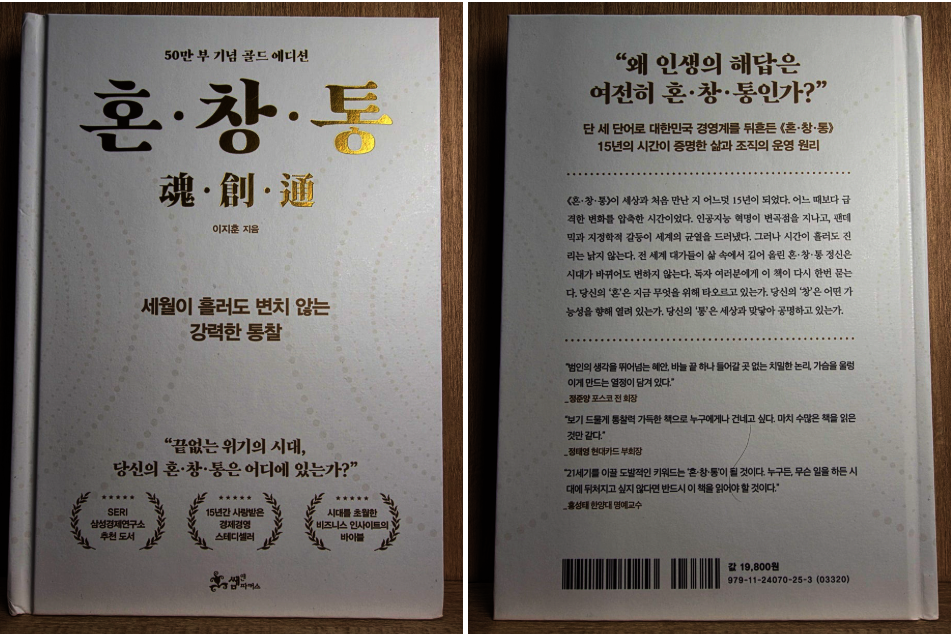 50만 부 기념 골드 에디션
혼·창·통
魂·創·通
이지훈 지음
세월이 흘러도 변치 않는
강력한 통찰
“끝없는 위기의 시대,
당신의 혼·창·통은 어디에 있는가?”
★★★★★
SERI
삼성경제연구소
추천 도서
★★★★★
15년간 사랑받은
경제경영
스테디셀러
★★★★★
시대를 초월한
비즈니스 인사이트의
바이블
쌤앤
파커스
“왜 인생의 해답은
여전히 혼·창·통인가?”
단 세 단어로 대한민국 경영계를 뒤흔든 《혼·창·통》
15년의 시간이 증명한 삶과 조직의 운영 원리
《혼·창·통》이 세상과 처음 만난 지 어느덧 15년이 되었다. 어느 때보다 급
격한 변화를 압축한 시간이었다. 인공지능 혁명이 변곡점을 지나고, 팬데
믹과 지정학적 갈등이 세계의 균열을 드러냈다. 그러나 시간이 흘러도 진
리는 낡지 않는다. 전 세계 대가들이 삶 속에서 길어 올린 혼·창·통 정신은
시대가 바뀌어도 변하지 않는다. 독자 여러분에게 이 책이 다시 한번 묻는
다. 당신의 ‘혼’은 지금 무엇을 위해 타오르고 있는가. 당신의 ‘창’은 어떤 가
능성을 향해 열려 있는가. 당신의 ‘통’은 세상과 맞닿아 공명하고 있는가.
“범인의 생각을 뛰어넘는 혜안, 바늘 끝 하나 들어갈 곳 없는 치밀한 논리, 가슴을 울렁
이게 만드는 열정이 담겨 있다.”
_정준양 포스코 전 회장
“보기 드물게 통찰력 가득한 책으로 누구에게나 건네고 싶다. 마치 수많은 책을 읽은
것만 같다.”
_정태영 현대카드 부회장
“21세기를 이끌 도발적인 키워드는 ‘혼·창·통’이 될 것이다. 누구든, 무슨 일을 하든 시
대에 뒤처지고 싶지 않다면 반드시 이 책을 읽어야 할 것이다.”
_홍성태 한양대 명예교수
값 19,800원
979-11-24070-25-3 (03320)